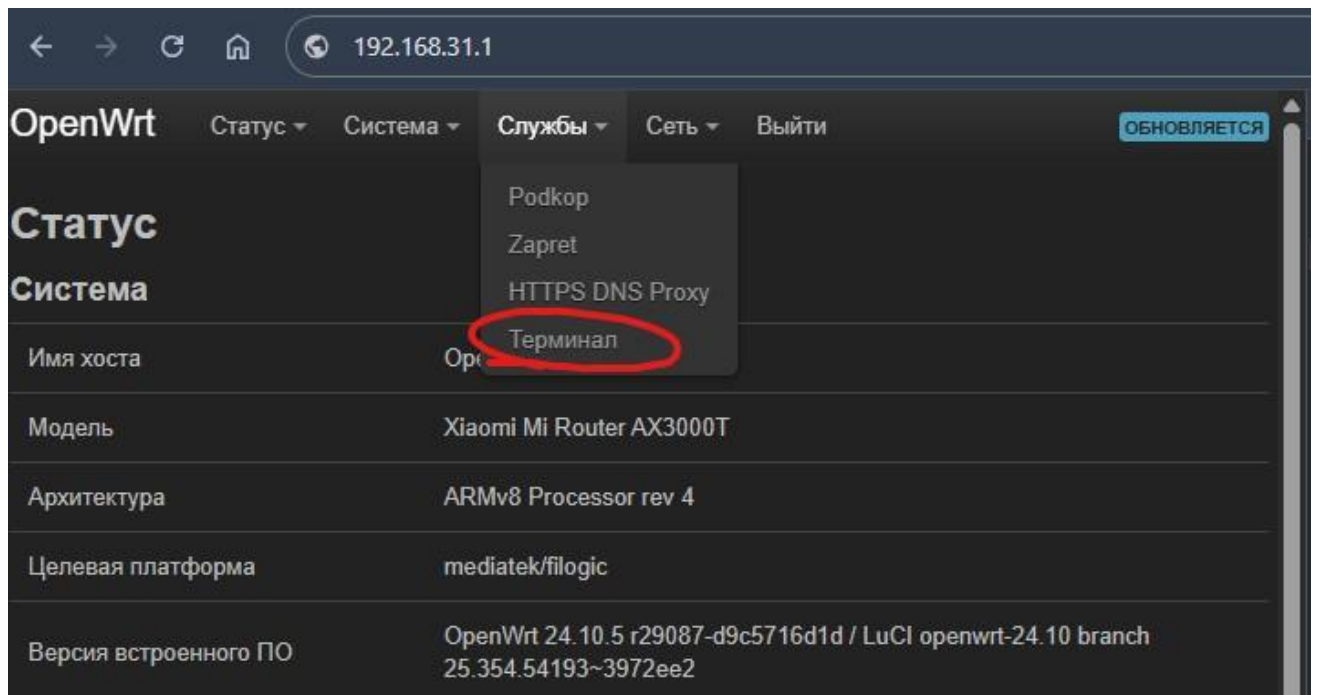 192.168.31.1
OpenWrt Статус Система Службы Сеть Выйти ОБНОВЛЯЕТСЯ
Podkop
Zapret
HTTPS DNS Proxy
Терминал
Статус
Система
Имя хоста Ope
Модель Xiaomi Mi Router AX3000T
Архитектура ARMv8 Processor rev 4
Целевая платформа mediatek/filogic
Версия встроенного ПО OpenWrt 24.10.5 r29087-d9c5716d1d / LuCI openwrt-24.10 branch
25.354.54193~3972ee2